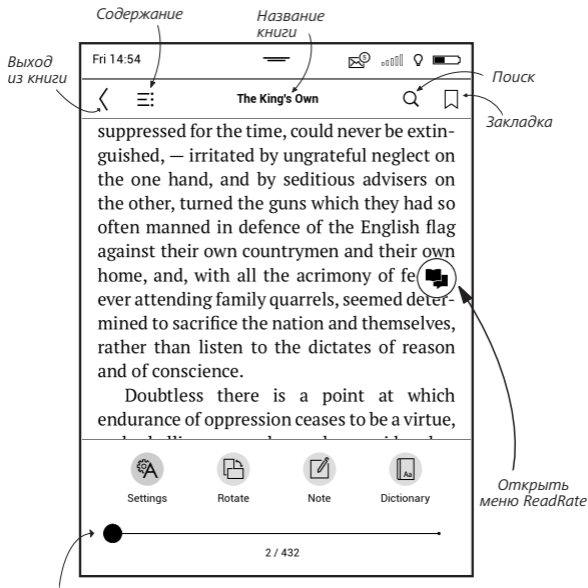 Содержание
Название
книги
Выход
из книги
Поиск
Закладка
Fri 14:54
6
The King's Own
suppressed for the time, could never be extin-
guished, — irritated by ungrateful neglect on
the one hand, and by seditious advisers on
the other, turned the guns which they had so
often manned in defence of the English flag
against their own countrymen and their own
home, and, with all the acrimony of
ever attending family quarrels, seemed deter-
mined to sacrifice the nation and themselves,
rather than listen to the dictates of reason
and of conscience.
Doubtless there is a point at which
endurance of oppression ceases to be a virtue,
Открыть
меню ReadRate
Settings
Rotate
Note
Dictionary
2 / 432